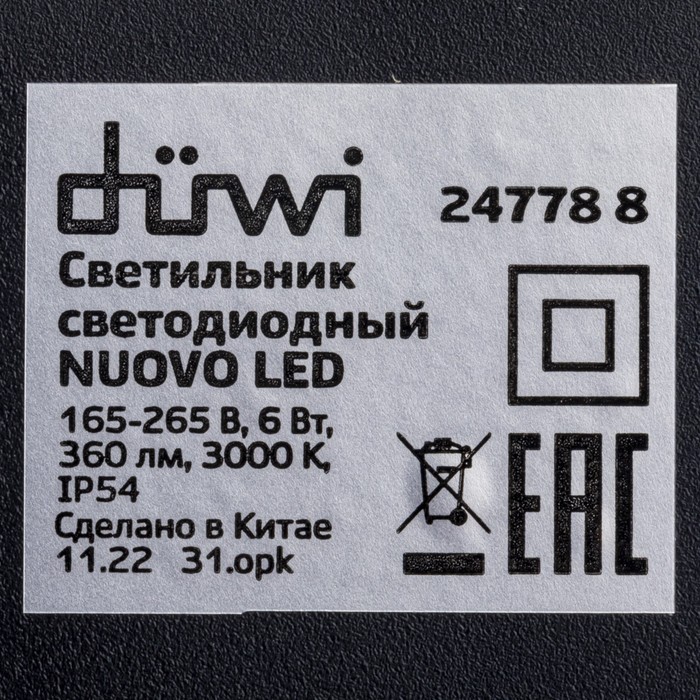 düwi
24778 8
Светильник
светодиодный
NUOVO LED
165-265 В, 6 Вт,
360 лм, 3000 К,
IP54
Сделано в Китае
11.22 31.opk
EAC